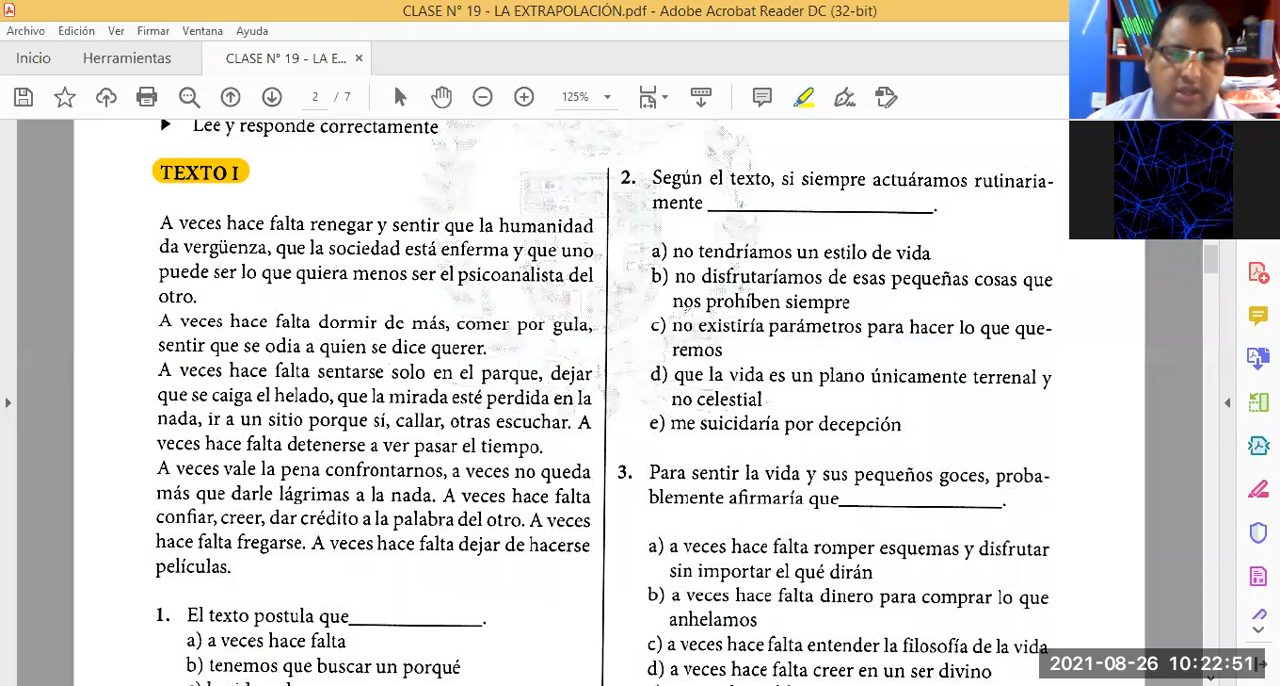 CLASE N° 19 - LA EXTRAPOLACIÓN.pdf - Adobe Acrobat Reader DC (32-bit)
Archivo Edición Ver Firmar Ventana Ayuda
Inicio Herramientas CLASE N° 19 - LA E... ×
2 / 7 125%
Lee y responde correctamente
TEXTO I
A veces hace falta renegar y sentir que la humanidad
da vergüenza, que la sociedad está enferma y que uno
puede ser lo que quiera menos ser el psicoanalista del
otro.
A veces hace falta dormir de más, comer por gula,
sentir que se odia a quien se dice querer.
A veces hace falta sentarse solo en el parque, dejar
que se caiga el helado, que la mirada esté perdida en la
nada, ir a un sitio porque sí, callar, otras escuchar. A
veces hace falta detenerse a ver pasar el tiempo.
A veces vale la pena confrontarnos, a veces no queda
más que darle lágrimas a la nada. A veces hace falta
confiar, creer, dar crédito a la palabra del otro. A veces
hace falta fregarse. A veces hace falta dejar de hacerse
películas.
1. El texto postula que____________.
a) a veces hace falta
b) tenemos que buscar un porqué
2. Según el texto, si siempre actuáramos rutinaria-
mente ____________.
a) no tendríamos un estilo de vida
b) no disfrutaríamos de esas pequeñas cosas que
nos prohíben siempre
c) no existiría parámetros para hacer lo que que-
remos
d) que la vida es un plano únicamente terrenal y
no celestial
e) me suicidaría por decepción
3. Para sentir la vida y sus pequeños goces, proba-
blemente afirmaría que____________.
a) a veces hace falta romper esquemas y disfrutar
sin importar el qué dirán
b) a veces hace falta dinero para comprar lo que
anhelamos
c) a veces hace falta entender la filosofía de la vida
d) a veces hace falta creer en un ser divino
2021-08-26 10:22:51